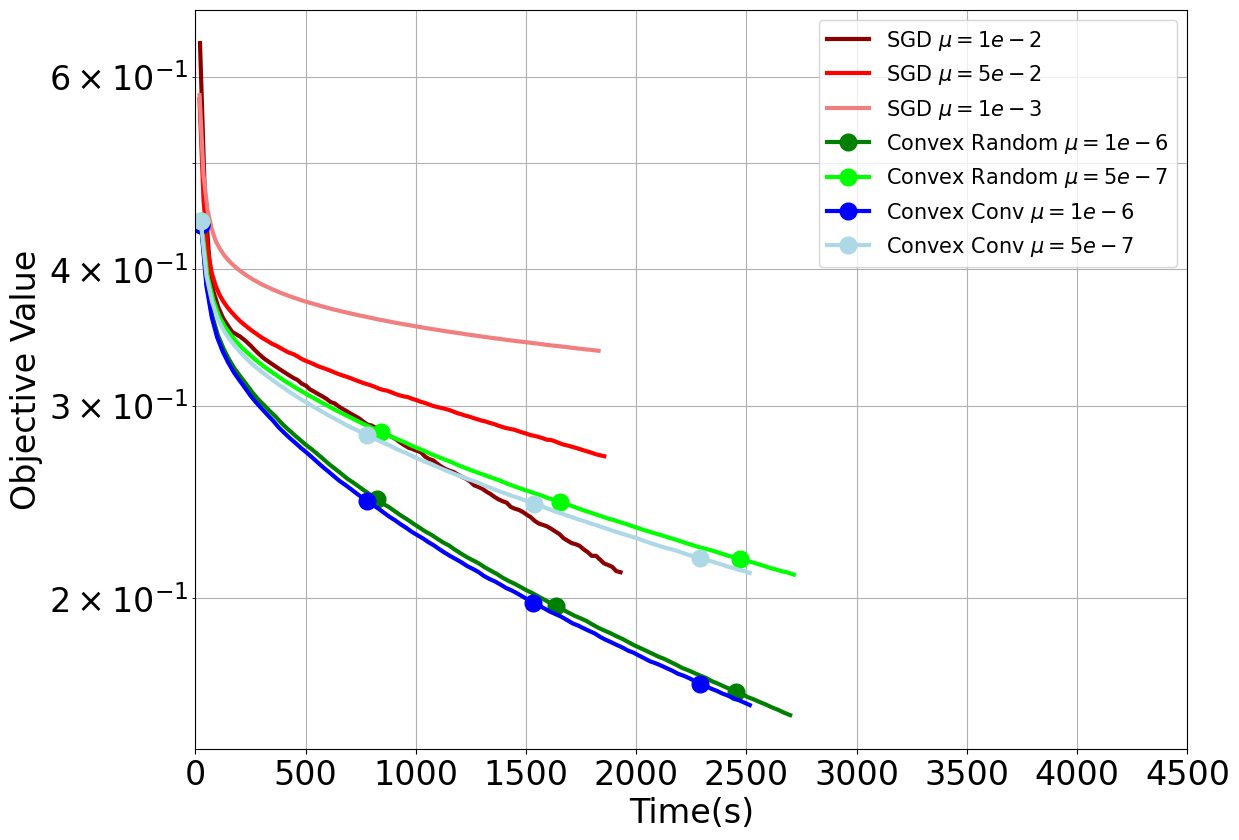 6 × 10⁻¹
4 × 10⁻¹
3 × 10⁻¹
2 × 10⁻¹
Objective Value
SGD μ = 1e − 2
SGD μ = 5e − 2
SGD μ = 1e − 3
Convex Random μ = 1e − 6
Convex Random μ = 5e − 7
Convex Conv μ = 1e − 6
Convex Conv μ = 5e − 7
0 500 1000 1500 2000 2500 3000 3500 4000 4500
Time(s)